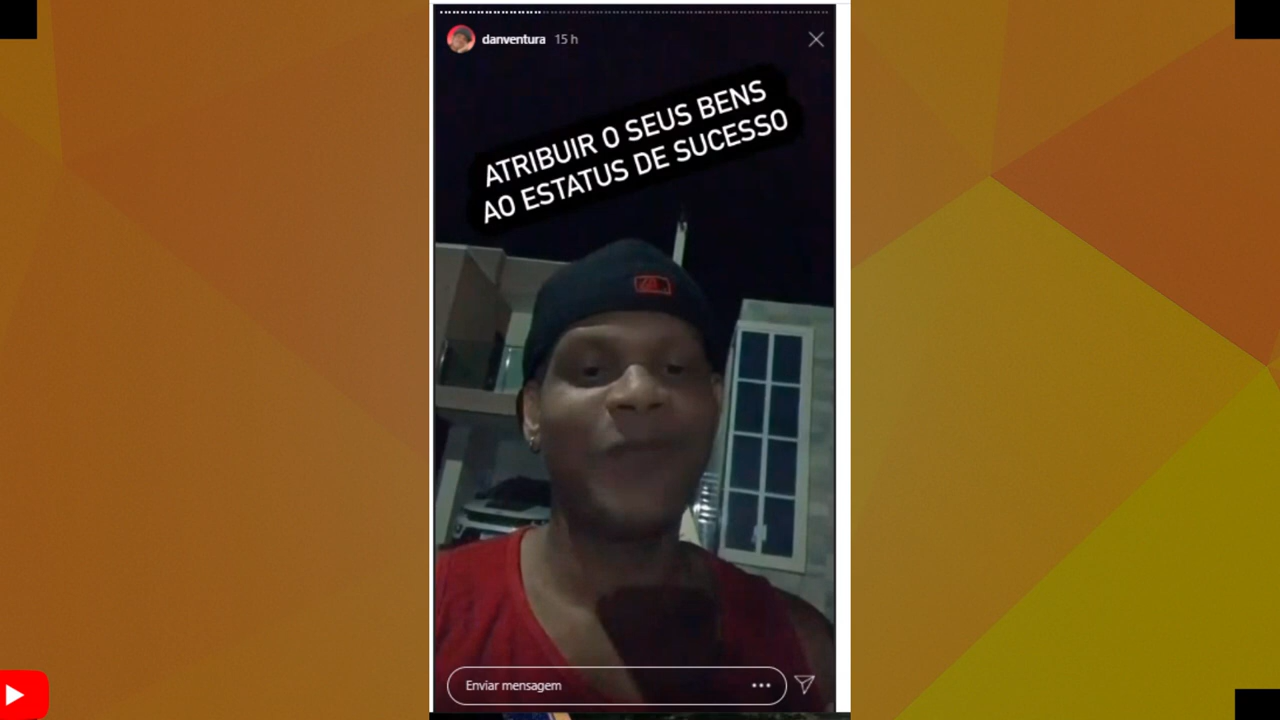 danventura 15 h
ATRIBUIR O SEUS BENS
AO ESTATUS DE SUCESSO
Enviar mensagem